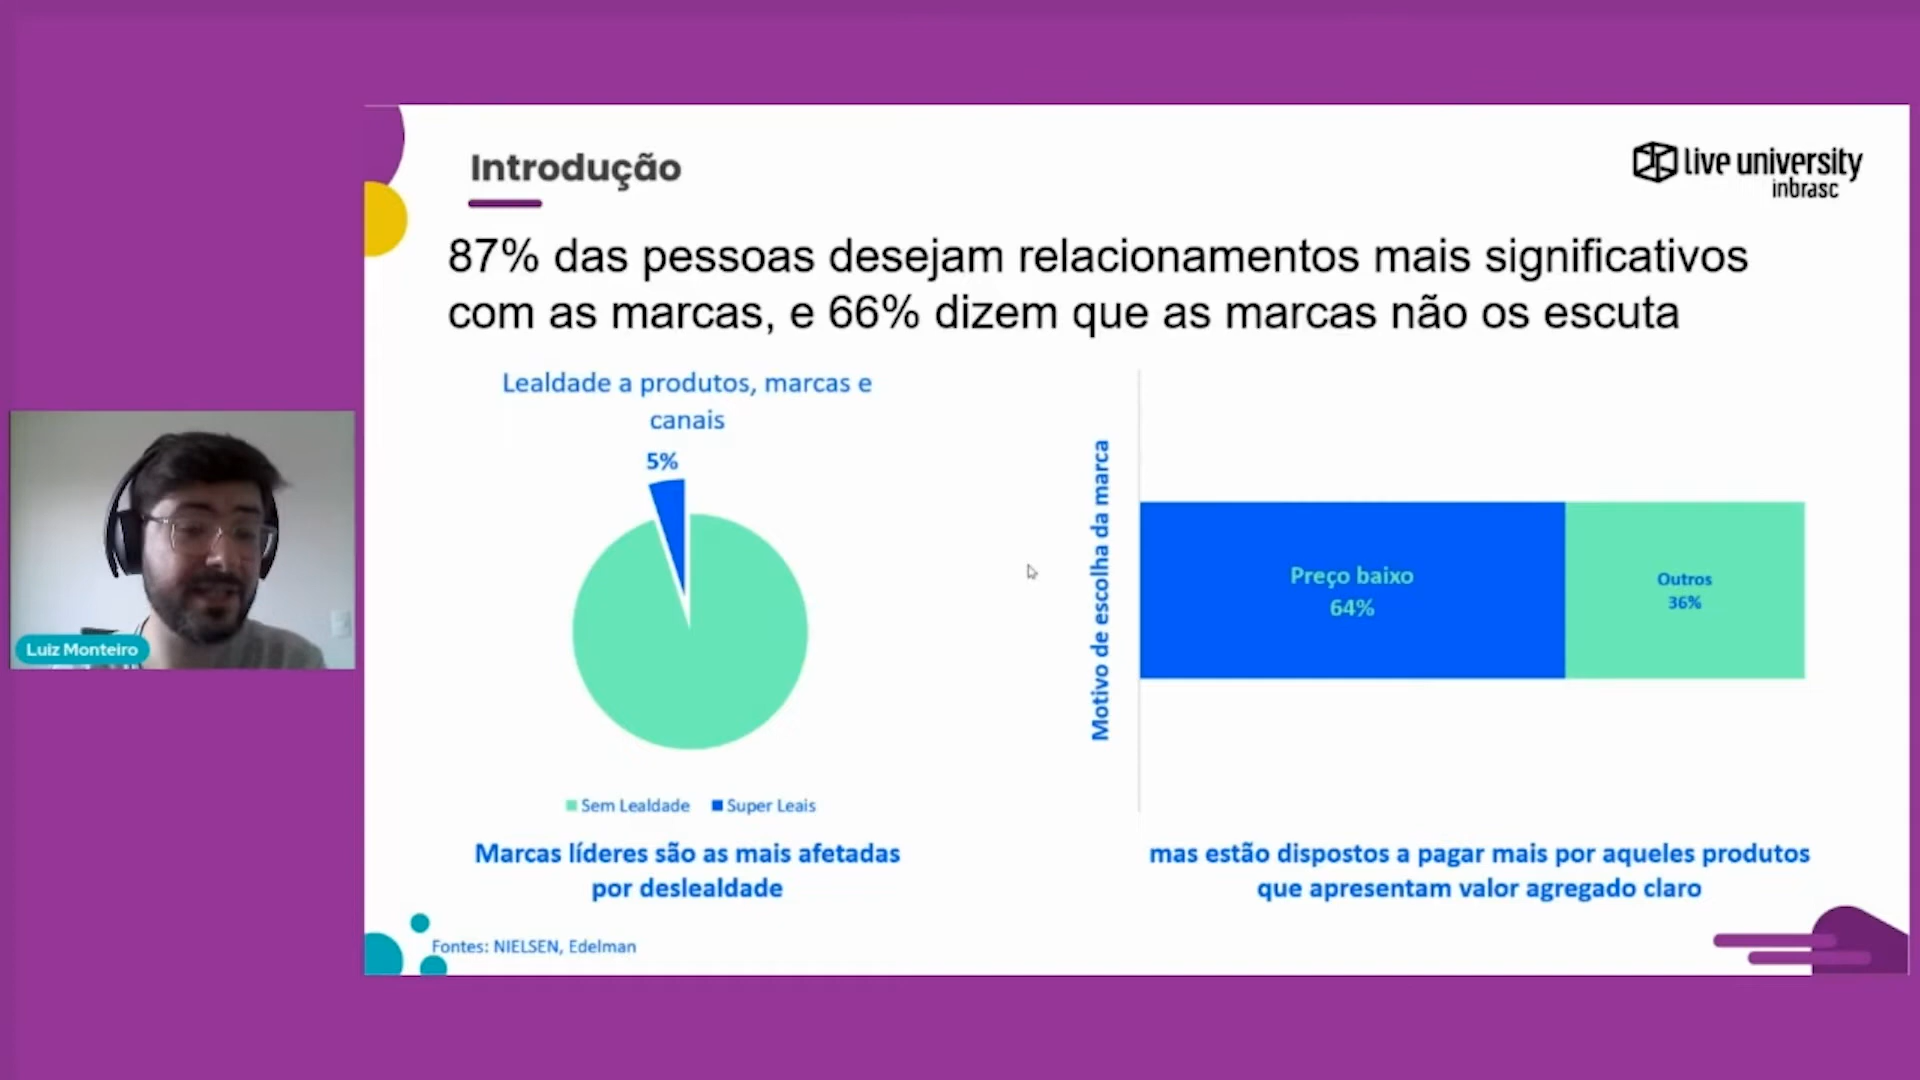 Introdução
live university
inbrasc
87% das pessoas desejam relacionamentos mais significativos
com as marcas, e 66% dizem que as marcas não os escuta
Lealdade a produtos, marcas e
canais
5%
Sem Lealdade
Super Leais
Marcas líderes são as mais afetadas
por deslealdade
Motivo de escolha da marca
Preço baixo
64%
Outros
36%
mas estão dispostos a pagar mais por aqueles produtos
que apresentam valor agregado claro
Fontes: NIELSEN, Edelman
Luiz Monteiro